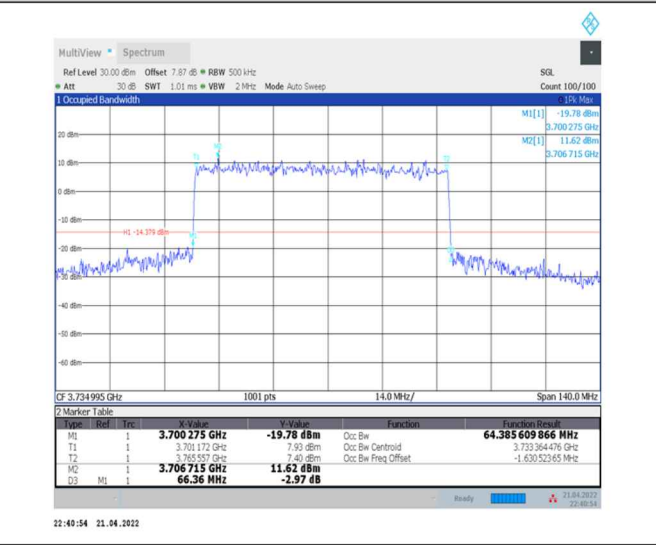 MultiView Spectrum
Ref Level 30.00 dBm Offset 7.87 dB RBW 500 kHz SGL
Att 30 dB SWT 1.01 ms VBW 2 MHz Mode Auto Sweep Count 100/100
1 Occupied Bandwidth 1Pk Max
M1[1] -19.78 dBm
3.700 275 GHz
M2[1] 11.62 dBm
3.706 715 GHz
20 dBm
10 dBm
0 dBm
-10 dBm
H1 -14.379 dBm
-20 dBm
-30 dBm
-40 dBm
-50 dBm
-60 dBm
CF 3.734 995 GHz 1001 pts 14.0 MHz/ Span 140.0 MHz
2 Marker Table
Type Ref Trc X-Value Y-Value Function Function Result
M1 1 3.700 275 GHz -19.78 dBm Occ Bw 64.385 609 866 MHz
T1 1 3.701 172 GHz 7.93 dBm Occ Bw Centroid 3.733 364 476 GHz
T2 1 3.765 557 GHz 7.40 dBm Occ Bw Freq Offset -1.630 523 65 MHz
M2 1 3.706 715 GHz 11.62 dBm
D3 M1 1 66.36 MHz -2.97 dB
Ready 21.04.2022
22:40:54
22:40:54 21.04.2022